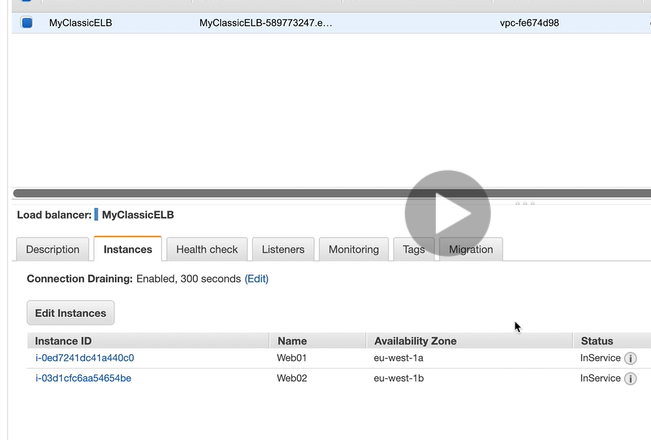 MyClassicELB MyClassicELB-589773247.e... vpc-fe674d98
Load balancer: MyClassicELB
Description Instances Health check Listeners Monitoring Tags Migration
Connection Draining: Enabled, 300 seconds (Edit)
Edit Instances
Instance ID Name Availability Zone Status
i-0ed7241dc41a440c0 Web01 eu-west-1a InService i
i-03d1cfc6aa54654be Web02 eu-west-1b InService i